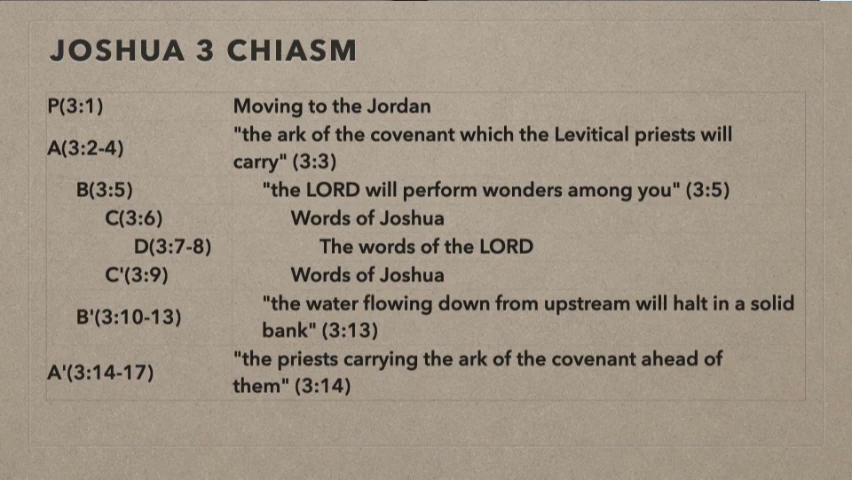 JOSHUA 3 CHIASM
P(3:1) Moving to the Jordan
A(3:2-4) "the ark of the covenant which the Levitical priests will
carry" (3:3)
B(3:5) "the LORD will perform wonders among you" (3:5)
C(3:6) Words of Joshua
D(3:7-8) The words of the LORD
C'(3:9) Words of Joshua
B'(3:10-13) "the water flowing down from upstream will halt in a solid
bank" (3:13)
A'(3:14-17) "the priests carrying the ark of the covenant ahead of
them" (3:14)